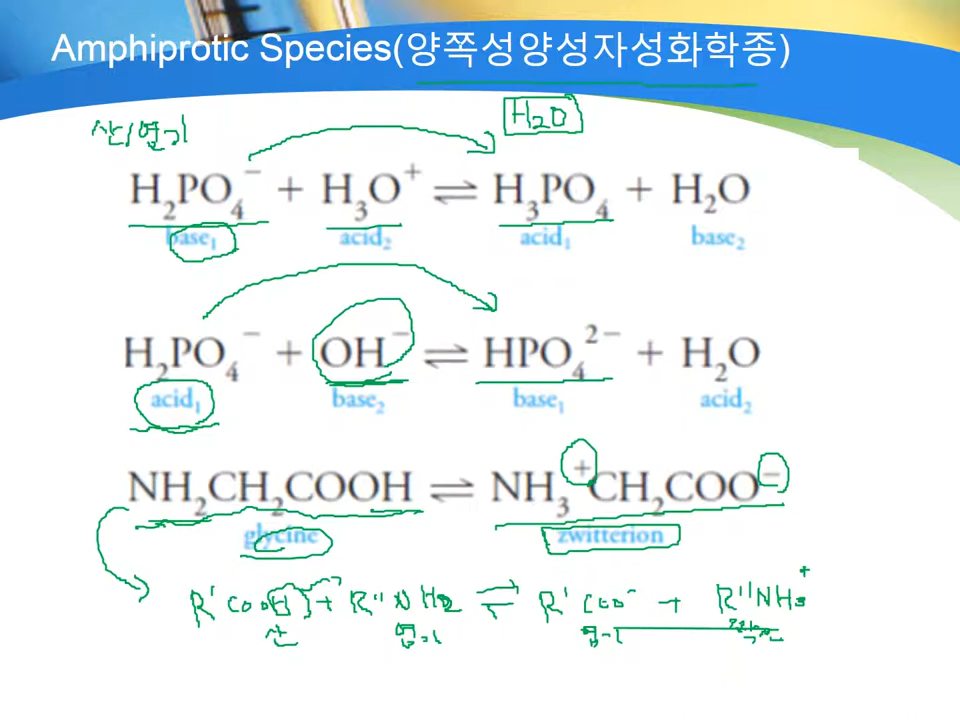 Amphiprotic Species(양쪽성양성자성화학종)
산/염기
H₂O
H₂PO₄⁻ + H₃O⁺ ⇌ H₃PO₄ + H₂O
base₁ acid₂ acid₁ base₂
H₂PO₄⁻ + OH⁻ ⇌ HPO₄²⁻ + H₂O
acid₁ base₂ base₁ acid₂
NH₂CH₂COOH ⇌ NH₃⁺CH₂COO⁻
glycine zwitterion
R'COOH + R''NH₂ ⇌ R'COO⁻ + R''NH₃⁺
산 염기 염기